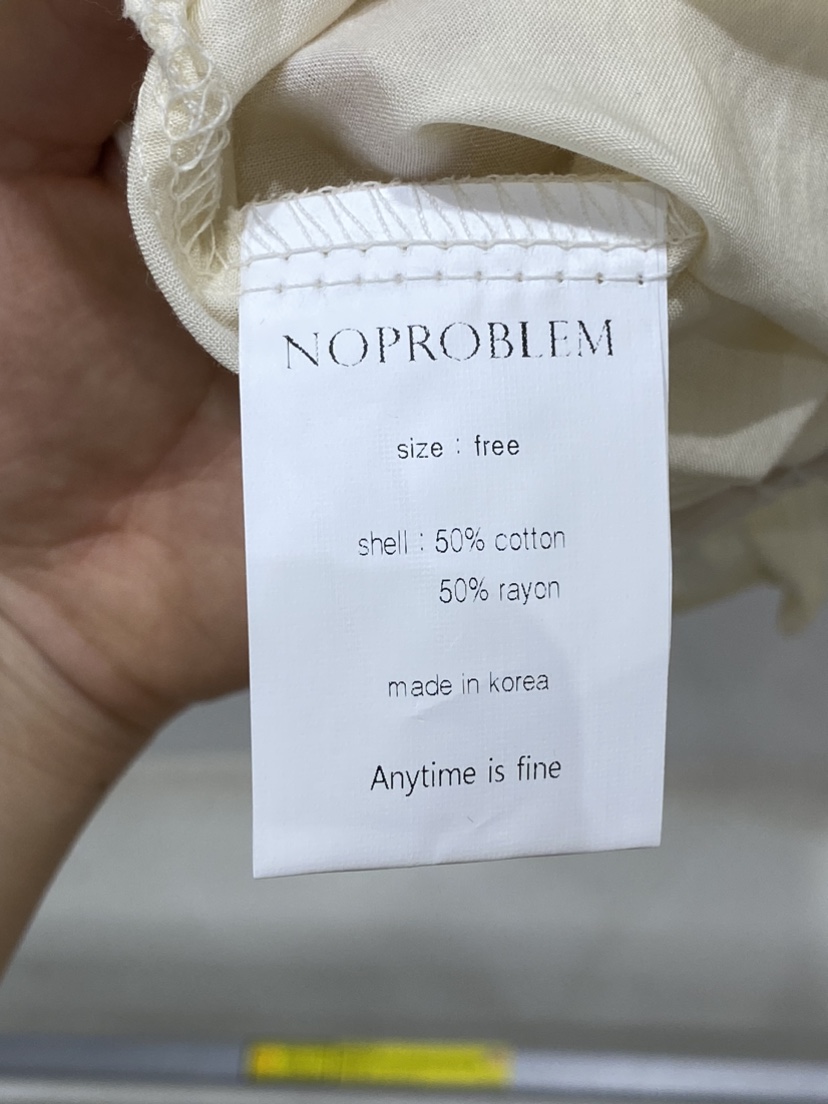 NOPROBLEM
size : free
shell : 50% cotton
50% rayon
made in korea
Anytime is fine